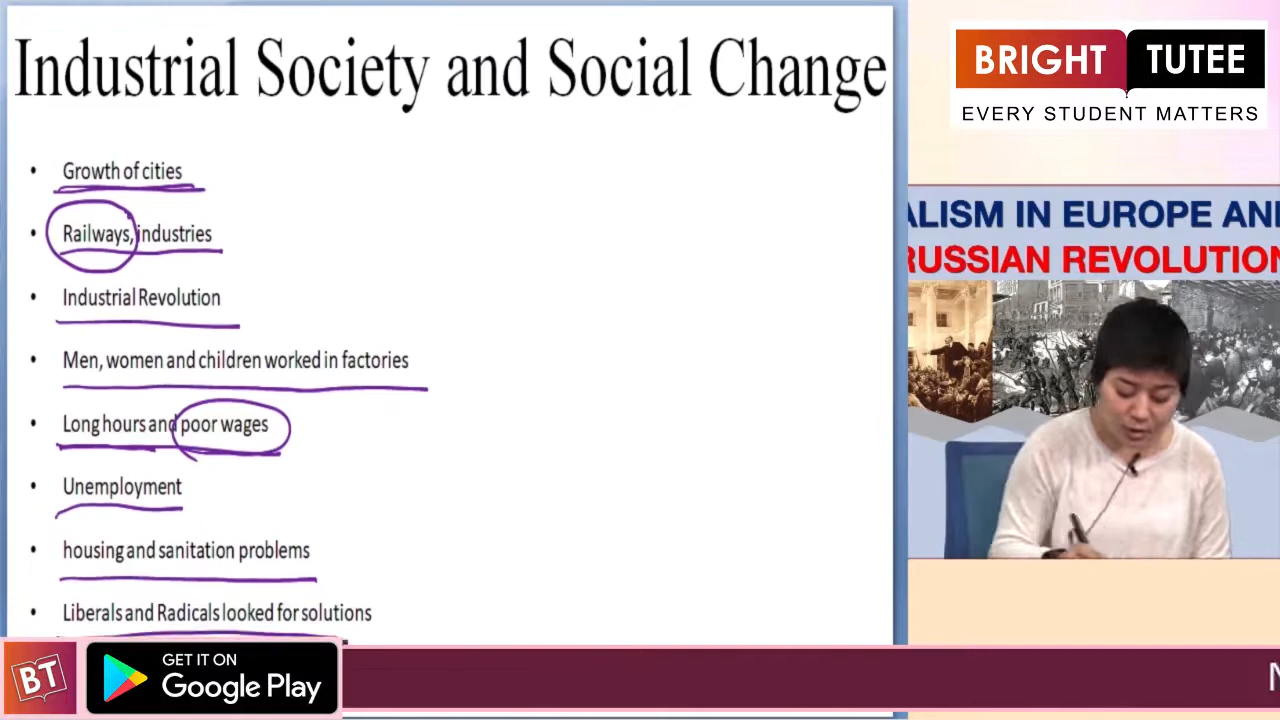 Industrial Society and Social Change
• Growth of cities
• Railways, industries
• Industrial Revolution
• Men, women and children worked in factories
• Long hours and poor wages
• Unemployment
• housing and sanitation problems
• Liberals and Radicals looked for solutions
BRIGHT TUTEE
EVERY STUDENT MATTERS
ALISM IN EUROPE AN
RUSSIAN REVOLUTION
BT
GET IT ON
Google Play